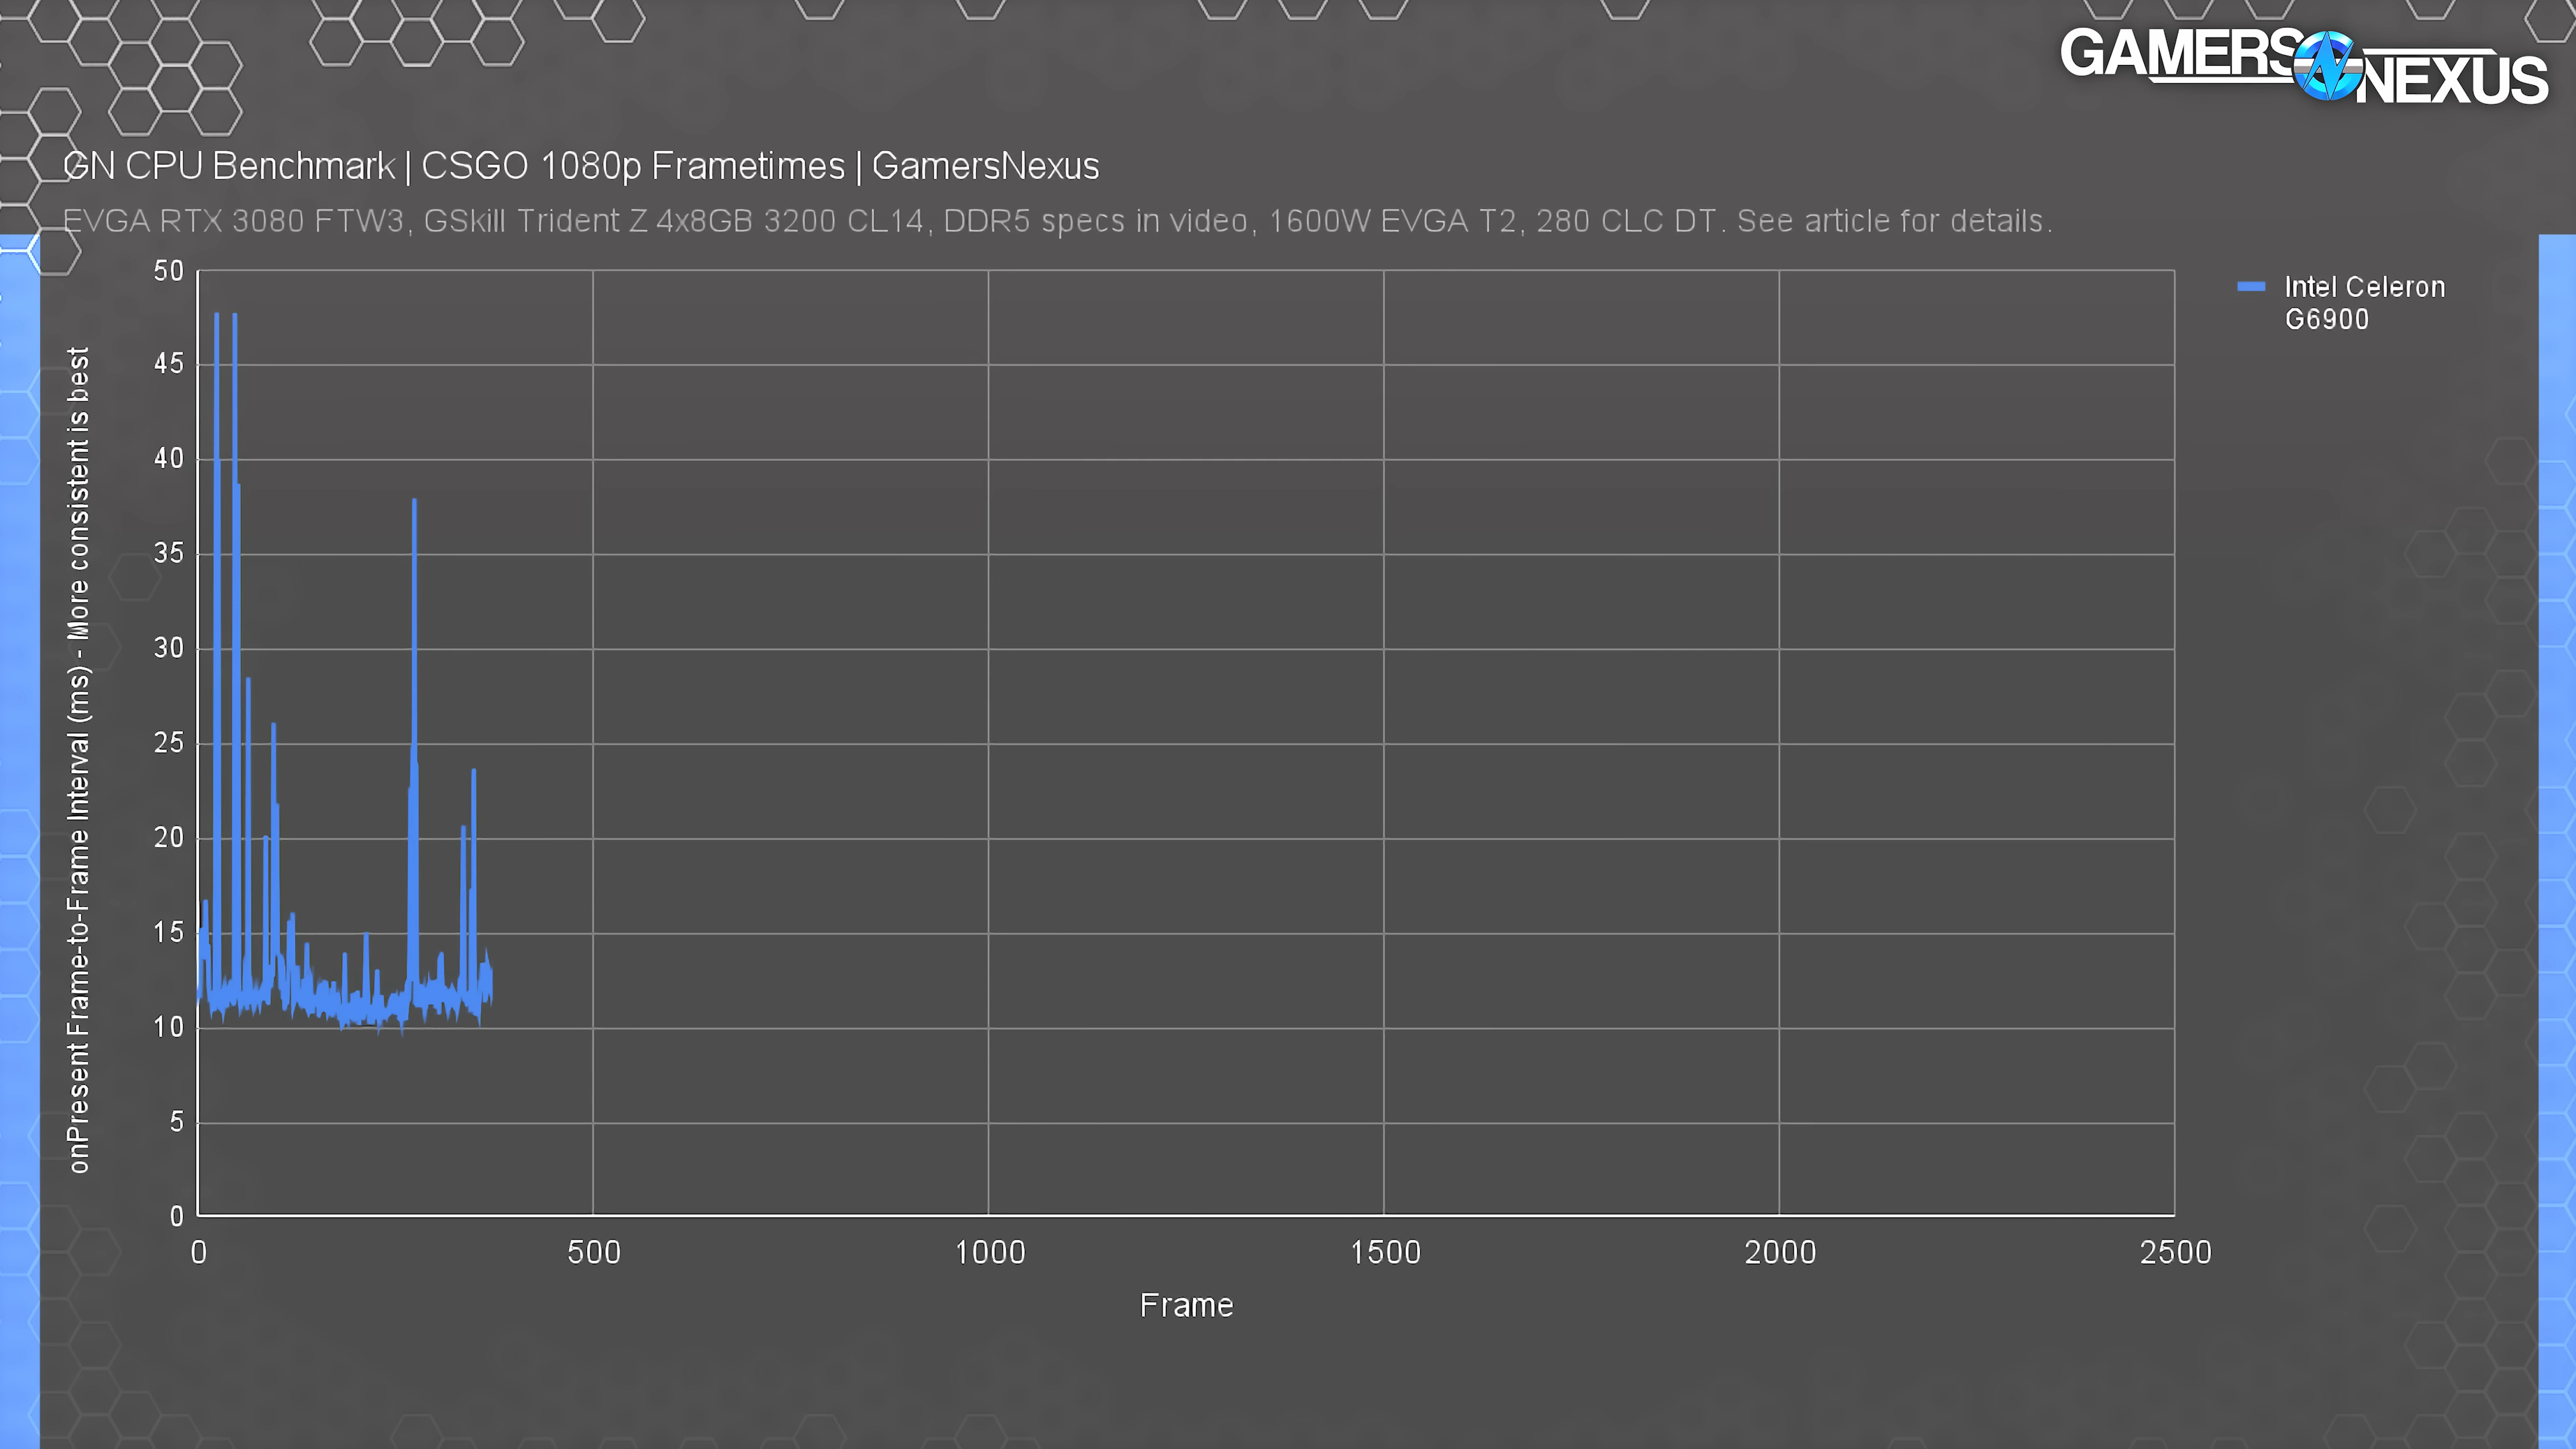 GAMERS NEXUS
GN CPU Benchmark | CSGO 1080p Frametimes | GamersNexus
EVGA RTX 3080 FTW3, GSkill Trident Z 4x8GB 3200 CL14, DDR5 specs in video, 1600W EVGA T2, 280 CLC DT. See article for details.
onPresent Frame-to-Frame Interval (ms) - More consistent is best
50
45
40
35
30
25
20
15
10
5
0
0 500 1000 1500 2000 2500
Frame
Intel Celeron
G6900